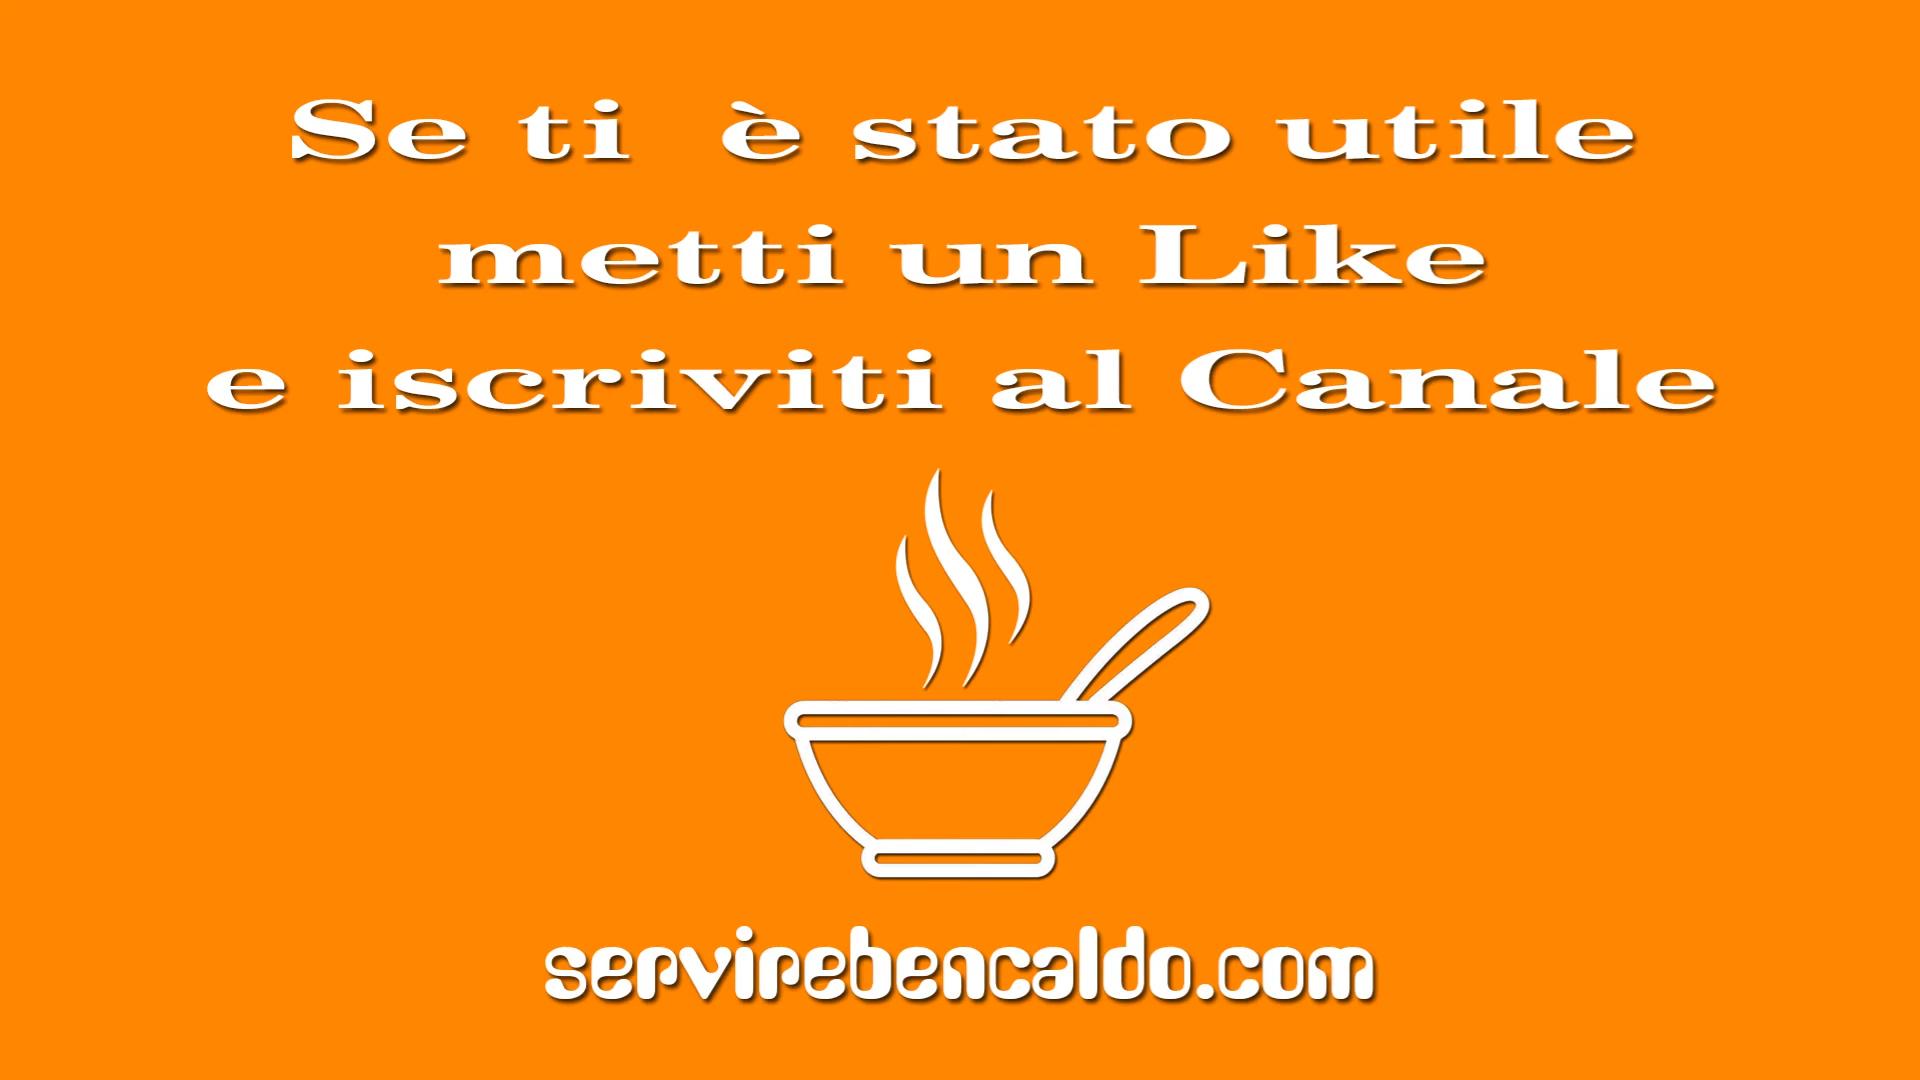 Se ti è stato utile
metti un Like
e iscriviti al Canale
servirebencaldo.com